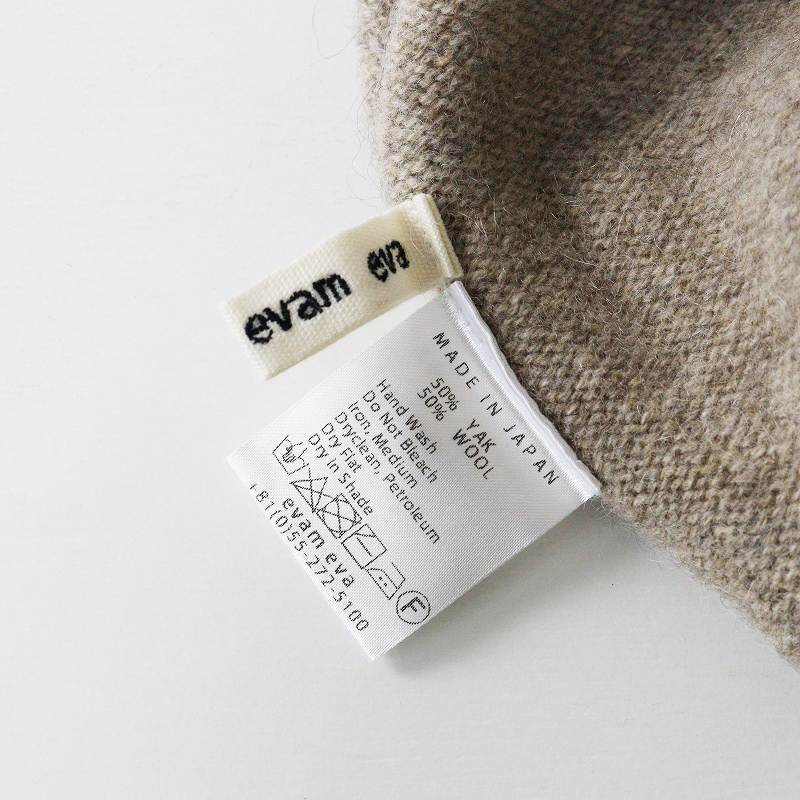 evam eva
MADE IN JAPAN
50% YAK
50% WOOL
Hand Wash
Do Not Bleach
Iron, Medium
Dryclean, Petroleum
Dry Flat
Dry In Shade
F
evam eva
+81(0)55-272-5100